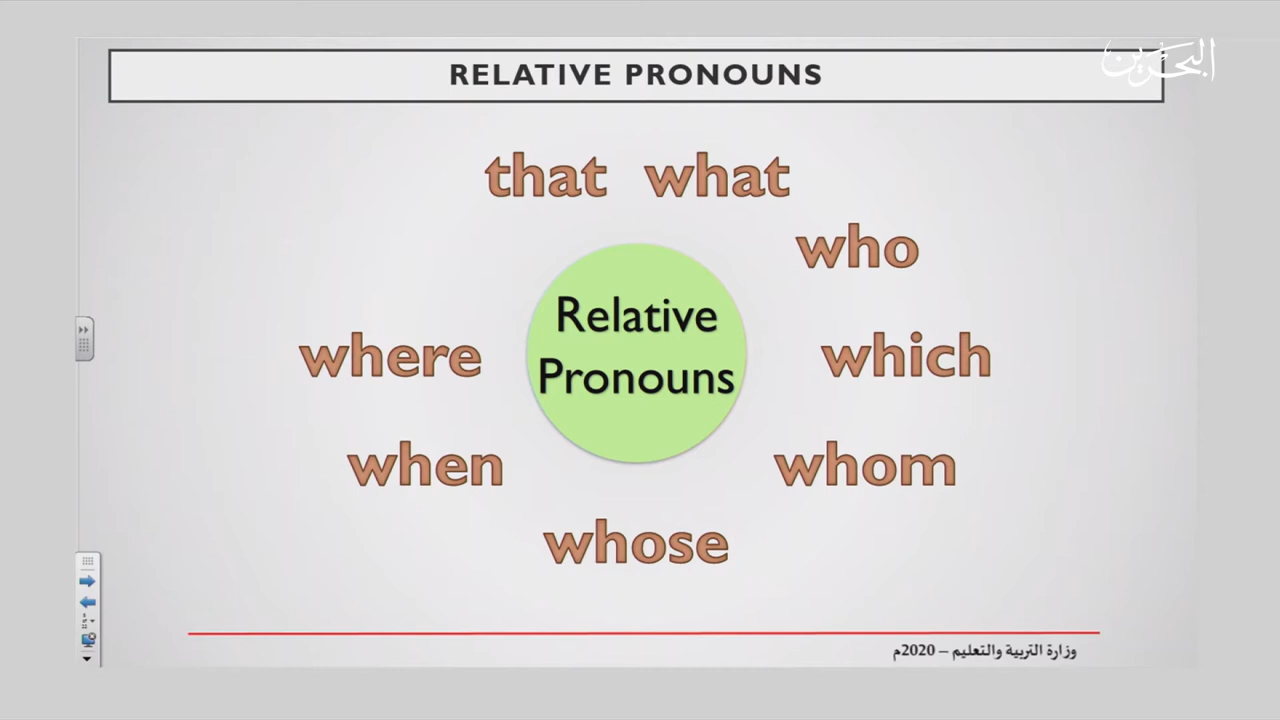 RELATIVE PRONOUNS
البحرين
that what
who
Relative
Pronouns
where
which
when
whom
whose
وزارة التربية والتعليم – 2020م